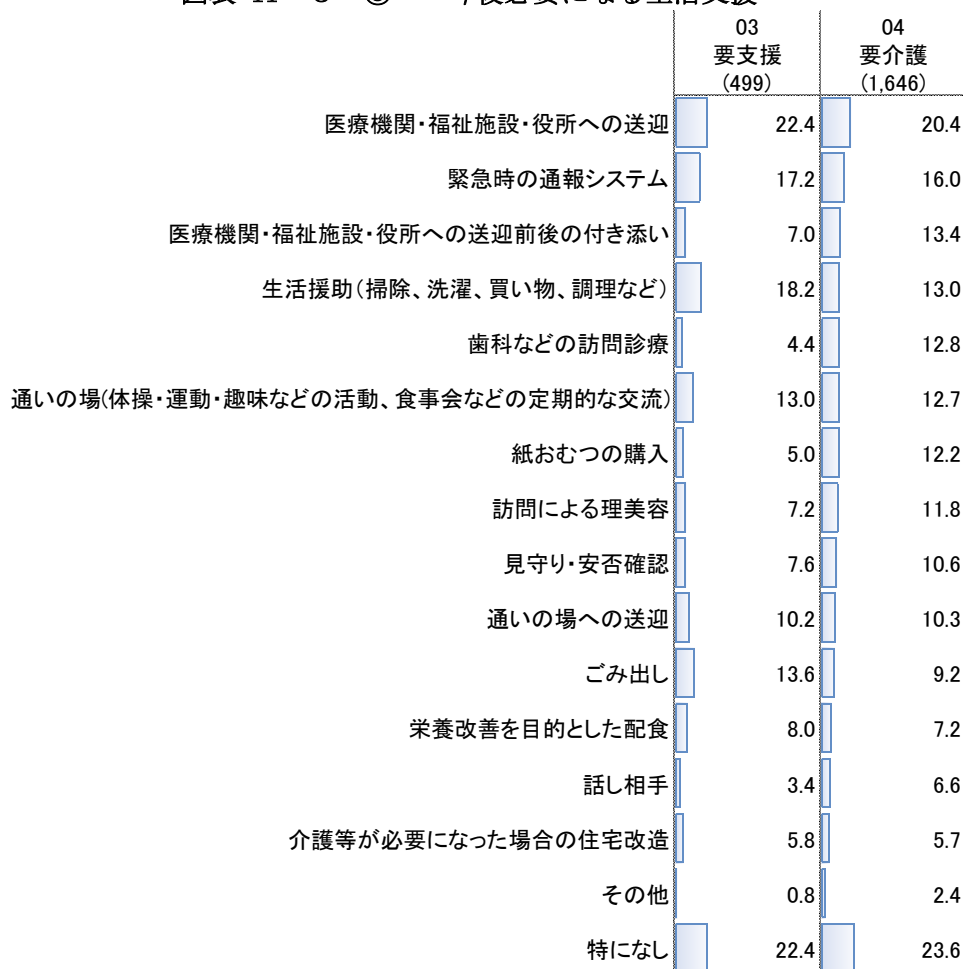 03 04
要支援 要介護
(499) (1,646)
医療機関・福祉施設・役所への送迎 22.4 20.4
緊急時の通報システム 17.2 16.0
医療機関・福祉施設・役所への送迎前後の付き添い 7.0 13.4
生活援助(掃除、洗濯、買い物、調理など) 18.2 13.0
歯科などの訪問診療 4.4 12.8
通いの場(体操・運動・趣味などの活動、食事会などの定期的な交流) 13.0 12.7
紙おむつの購入 5.0 12.2
訪問による理美容 7.2 11.8
見守り・安否確認 7.6 10.6
通いの場への送迎 10.2 10.3
ごみ出し 13.6 9.2
栄養改善を目的とした配食 8.0 7.2
話し相手 3.4 6.6
介護等が必要になった場合の住宅改造 5.8 5.7
その他 0.8 2.4
特になし 22.4 23.6